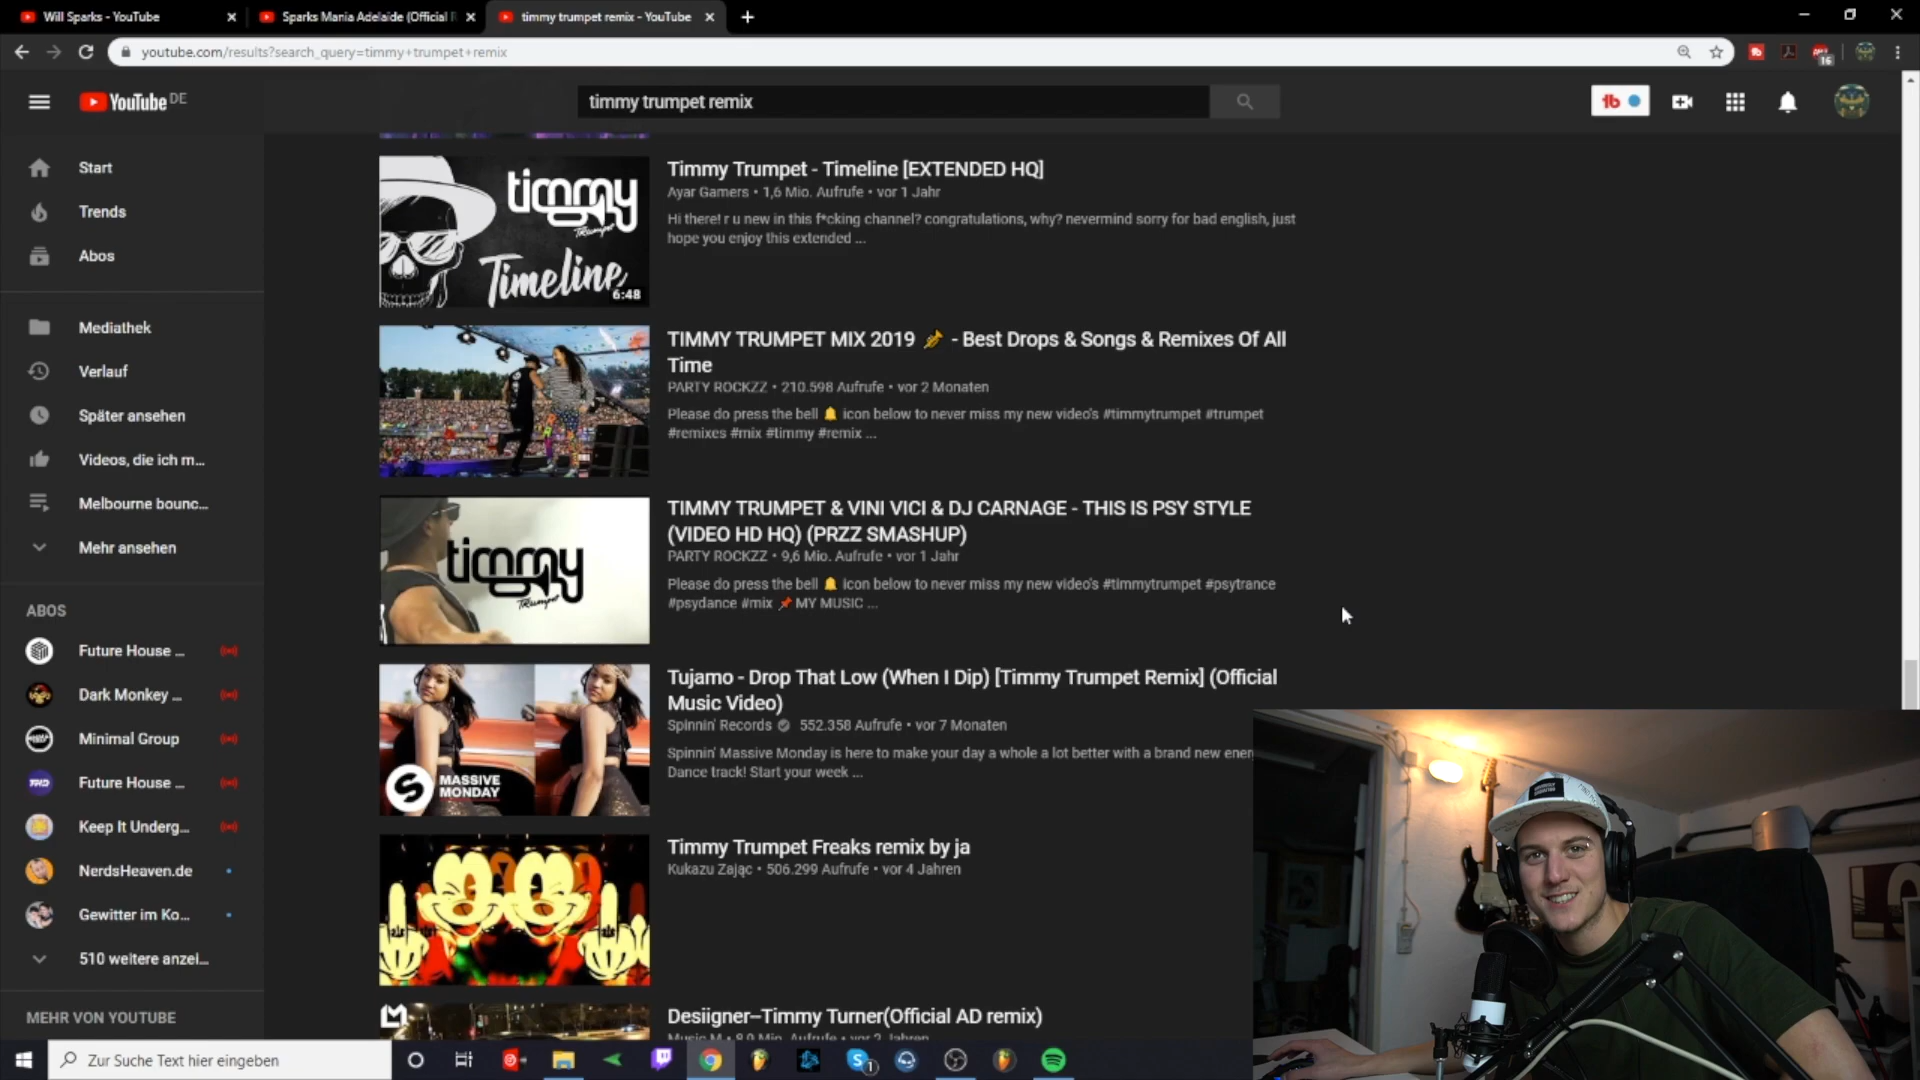 Will Sparks - YouTube
Sparks Mania Adelaide (Official
timmy trumpet remix - YouTube
youtube.com/results?search_query=timmy+trumpet+remix
16
YouTube DE
timmy trumpet remix
Start
Trends
Abos
Mediathek
Verlauf
Später ansehen
Videos, die ich m...
Melbourne bounc...
Mehr ansehen
ABOS
Future House ...
Dark Monkey ...
Minimal Group
Future House ...
Keep It Underg...
NerdsHeaven.de
Gewitter im Ko...
510 weitere anzei...
MEHR VON YOUTUBE
timmy
Trumpet
Timeline
6:48
Timmy Trumpet - Timeline [EXTENDED HQ]
Ayar Gamers • 1,6 Mio. Aufrufe • vor 1 Jahr
Hi there! r u new in this f*cking channel? congratulations, why? nevermind sorry for bad english, just
hope you enjoy this extended ...
TIMMY TRUMPET MIX 2019 🎺 - Best Drops & Songs & Remixes Of All
Time
PARTY ROCKZZ • 210.598 Aufrufe • vor 2 Monaten
Please do press the bell 🔔 icon below to never miss my new video's #timmytrumpet #trumpet
#remixes #mix #timmy #remix ...
timmy
Trumpet
TIMMY TRUMPET & VINI VICI & DJ CARNAGE - THIS IS PSY STYLE
(VIDEO HD HQ) (PRZZ SMASHUP)
PARTY ROCKZZ • 9,6 Mio. Aufrufe • vor 1 Jahr
Please do press the bell 🔔 icon below to never miss my new video's #timmytrumpet #psytrance
#psydance #mix 📌 MY MUSIC ...
MASSIVE
MONDAY
Tujamo - Drop That Low (When I Dip) [Timmy Trumpet Remix] (Official
Music Video)
Spinnin' Records 552.358 Aufrufe • vor 7 Monaten
Spinnin' Massive Monday is here to make your day a whole a lot better with a brand new ener
Dance track! Start your week ...
Timmy Trumpet Freaks remix by ja
Kukazu Zając • 506.299 Aufrufe • vor 4 Jahren
Desiigner–Timmy Turner(Official AD remix)
Zur Suche Text hier eingeben
1